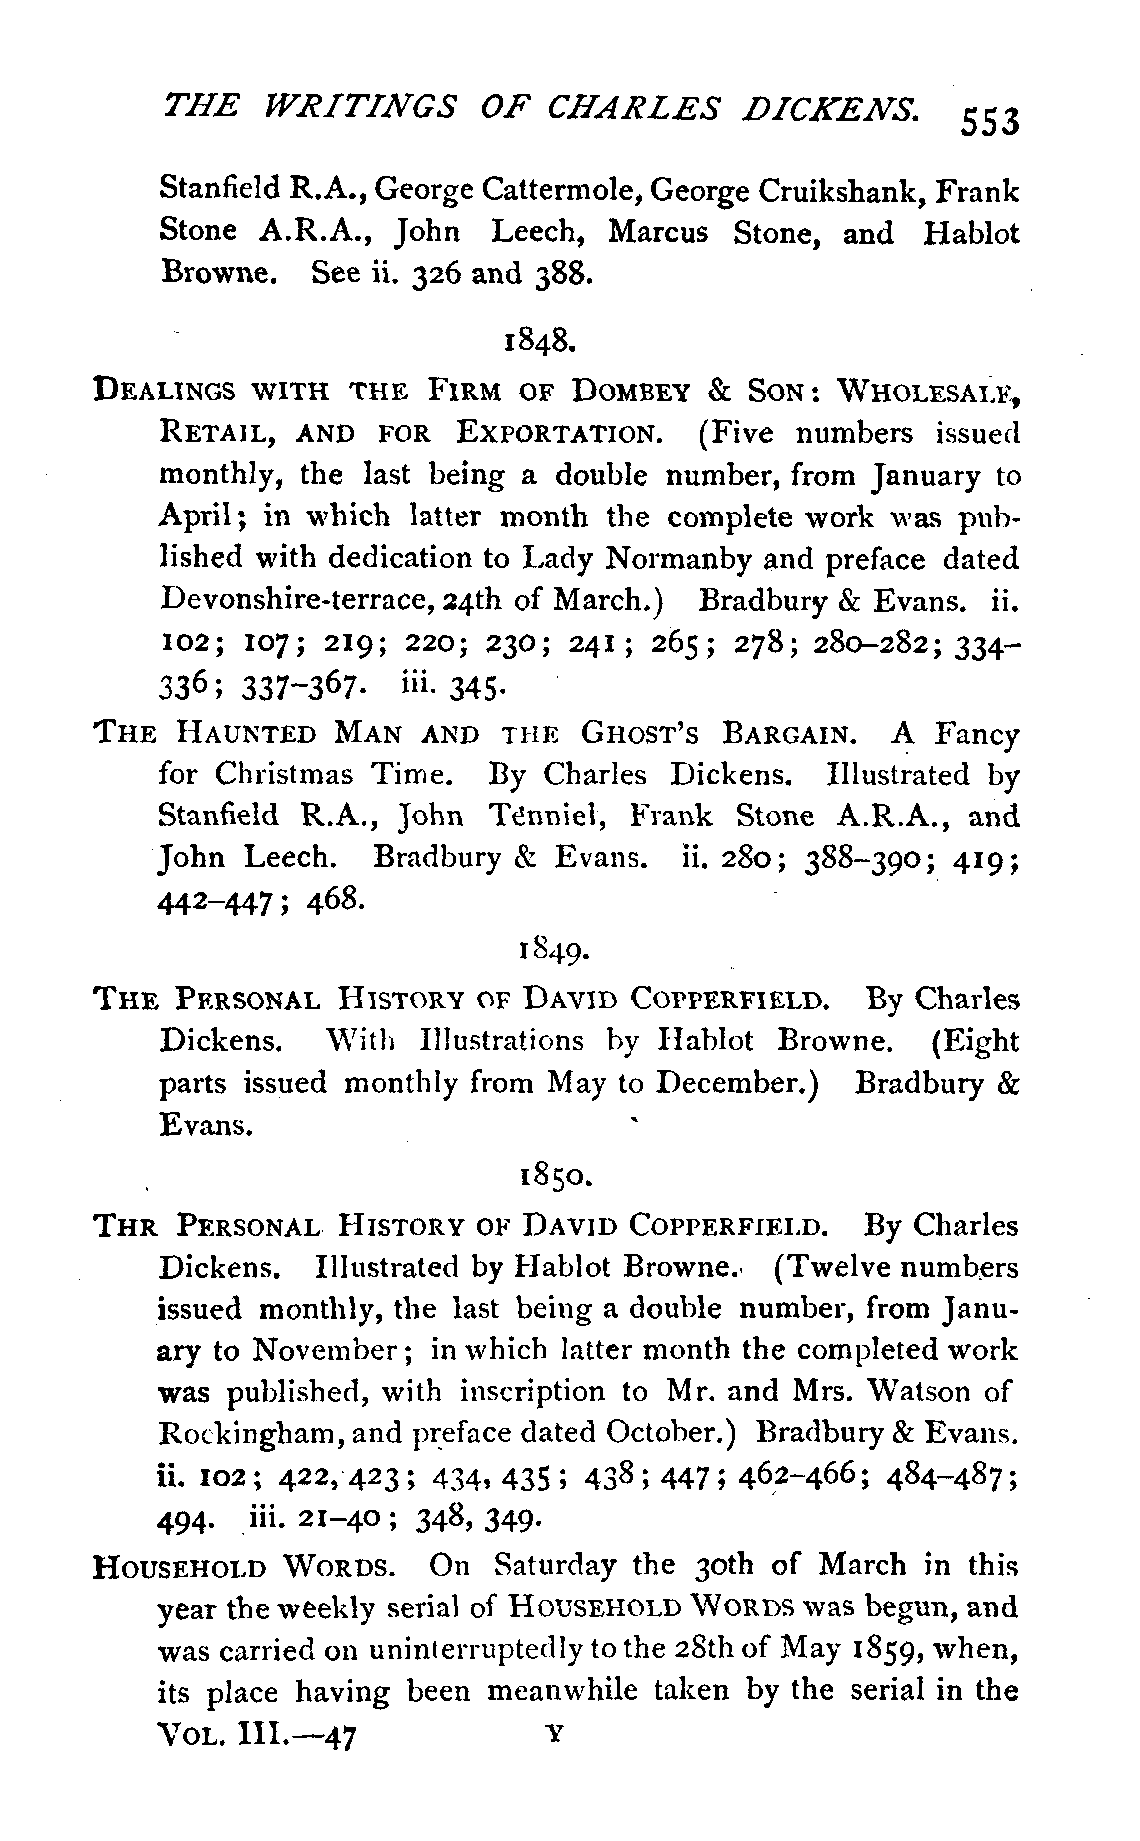 THE WRITINGS OF CHARLES DICKENS. 553
Stanfield R.A., George Cattermole, George Cruikshank, Frank
Stone A.R.A., John Leech, Marcus Stone, and Hablot
Browne. See ii. 326 and 388.
1848.
DEALINGS WITH THE FIRM OF DOMBEY & SON: WHOLESALE,
RETAIL, AND FOR EXPORTATION. (Five numbers issued
monthly, the last being a double number, from January to
April; in which latter month the complete work was pub-
lished with dedication to Lady Normanby and preface dated
Devonshire-terrace, 24th of March.) Bradbury & Evans. ii.
102; 107; 219; 220; 230; 241; 265; 278; 280–282; 334–
336; 337–367. iii. 345.
THE HAUNTED MAN AND THE GHOST'S BARGAIN. A Fancy
for Christmas Time. By Charles Dickens. Illustrated by
Stanfield R.A., John Tenniel, Frank Stone A.R.A., and
John Leech. Bradbury & Evans. ii. 280; 388–390; 419;
442–447; 468.
1849.
THE PERSONAL HISTORY OF DAVID COPPERFIELD. By Charles
Dickens. With Illustrations by Hablot Browne. (Eight
parts issued monthly from May to December.) Bradbury &
Evans.
1850.
THR PERSONAL HISTORY OF DAVID COPPERFIELD. By Charles
Dickens. Illustrated by Hablot Browne. (Twelve numbers
issued monthly, the last being a double number, from Janu-
ary to November; in which latter month the completed work
was published, with inscription to Mr. and Mrs. Watson of
Rockingham, and preface dated October.) Bradbury & Evans.
ii. 102; 422, 423; 434, 435; 438; 447; 462–466; 484–487;
494. iii. 21–40; 348, 349.
HOUSEHOLD WORDS. On Saturday the 30th of March in this
year the weekly serial of HOUSEHOLD WORDS was begun, and
was carried on uninterruptedly to the 28th of May 1859, when,
its place having been meanwhile taken by the serial in the
VOL. III.—47 Y